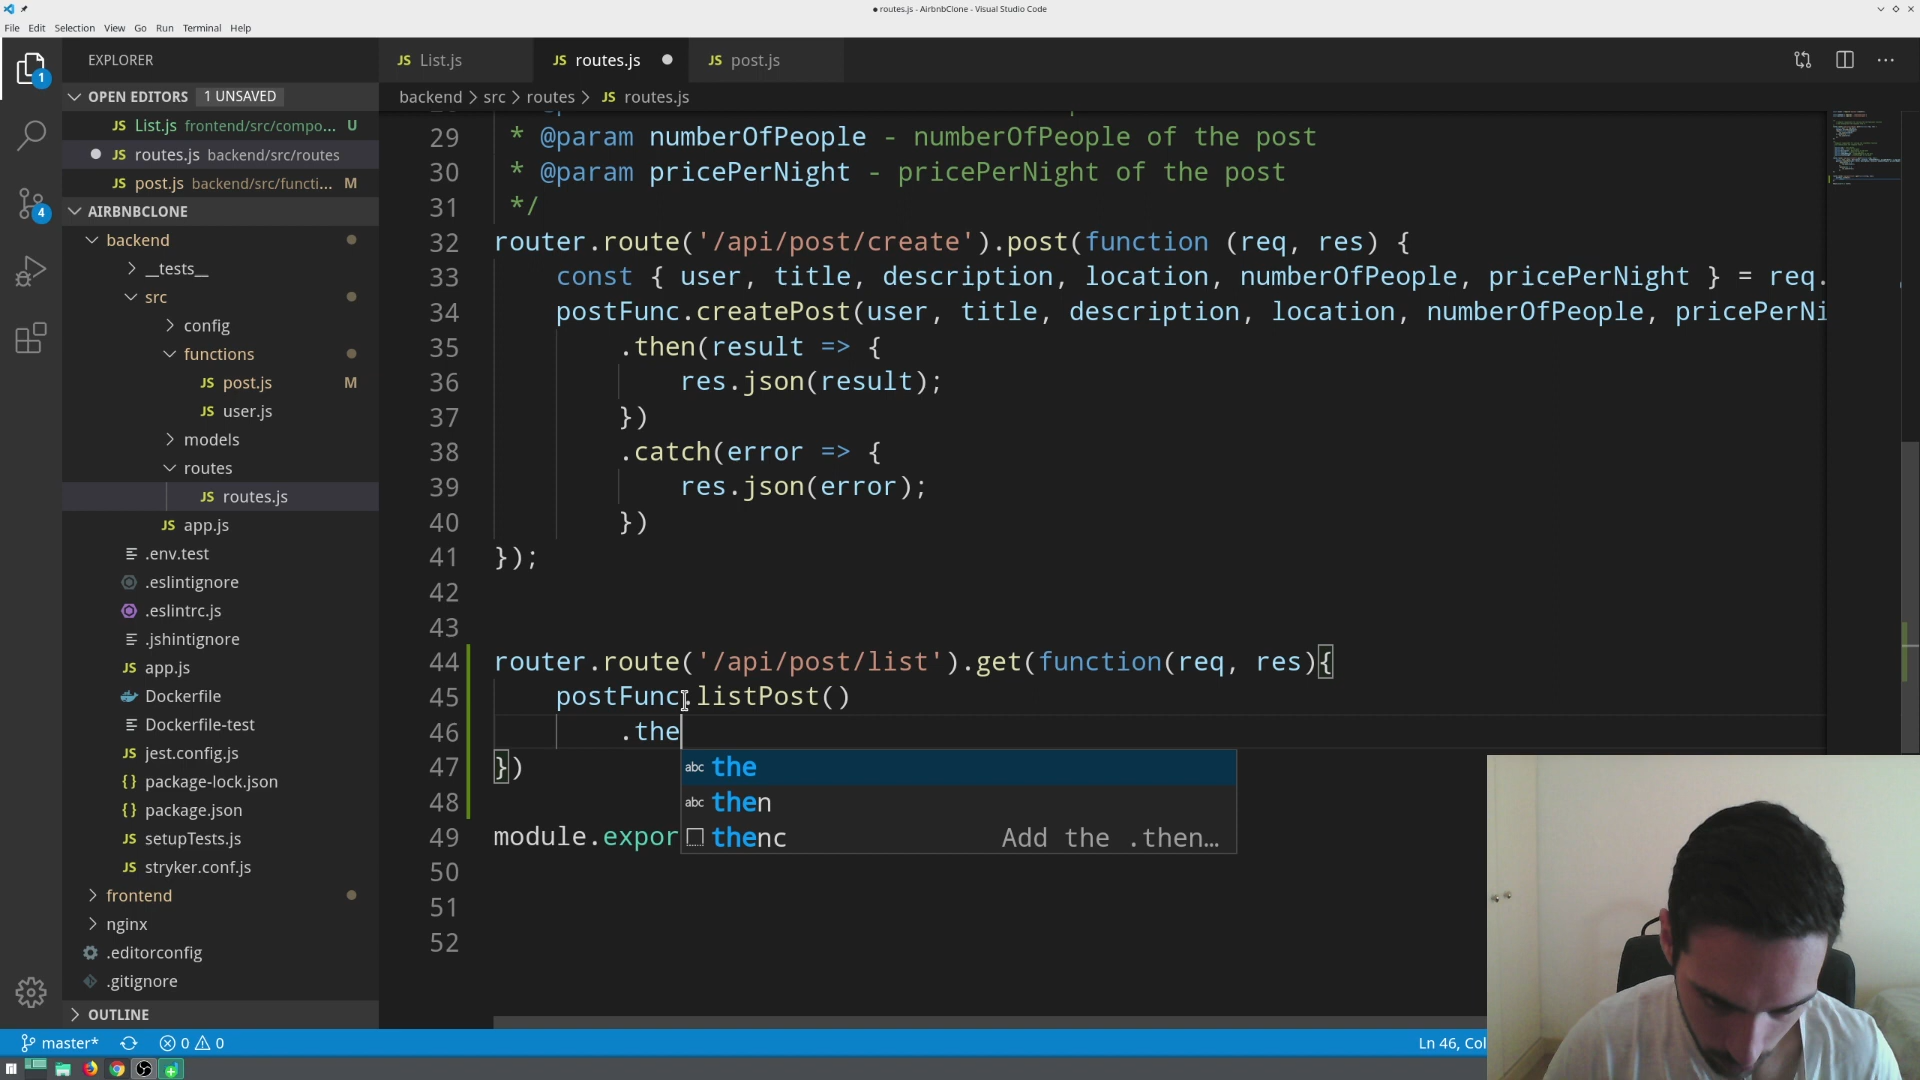 routes.js - AirbnbClone - Visual Studio Code
File Edit Selection View Go Run Terminal Help
EXPLORER
OPEN EDITORS 1 UNSAVED
JS List.js frontend/src/compo... U
JS routes.js backend/src/routes
JS post.js backend/src/functi... M
AIRBNBCLONE
backend
__tests__
src
config
functions
JS post.js M
JS user.js
models
routes
JS routes.js
JS app.js
.env.test
.eslintignore
.eslintrc.js
.jshintignore
JS app.js
Dockerfile
Dockerfile-test
JS jest.config.js
{} package-lock.json
{} package.json
JS setupTests.js
JS stryker.conf.js
frontend
nginx
.editorconfig
.gitignore
OUTLINE
1
4
JS List.js JS routes.js JS post.js
backend > src > routes > JS routes.js
29 * @param numberOfPeople - numberOfPeople of the post
30 * @param pricePerNight - pricePerNight of the post
31 */
32 router.route('/api/post/create').post(function (req, res) {
33 const { user, title, description, location, numberOfPeople, pricePerNight } = req.
34 postFunc.createPost(user, title, description, location, numberOfPeople, pricePerNi
35 .then(result => {
36 res.json(result);
37 })
38 .catch(error => {
39 res.json(error);
40 })
41 });
42
43
44 router.route('/api/post/list').get(function(req, res){
45 postFunc.listPost()
46 .the
47 })
48
49 module.expor
50
51
52
abc the
abc then
thenc Add the .then...
master* 0 0 Ln 46, Col